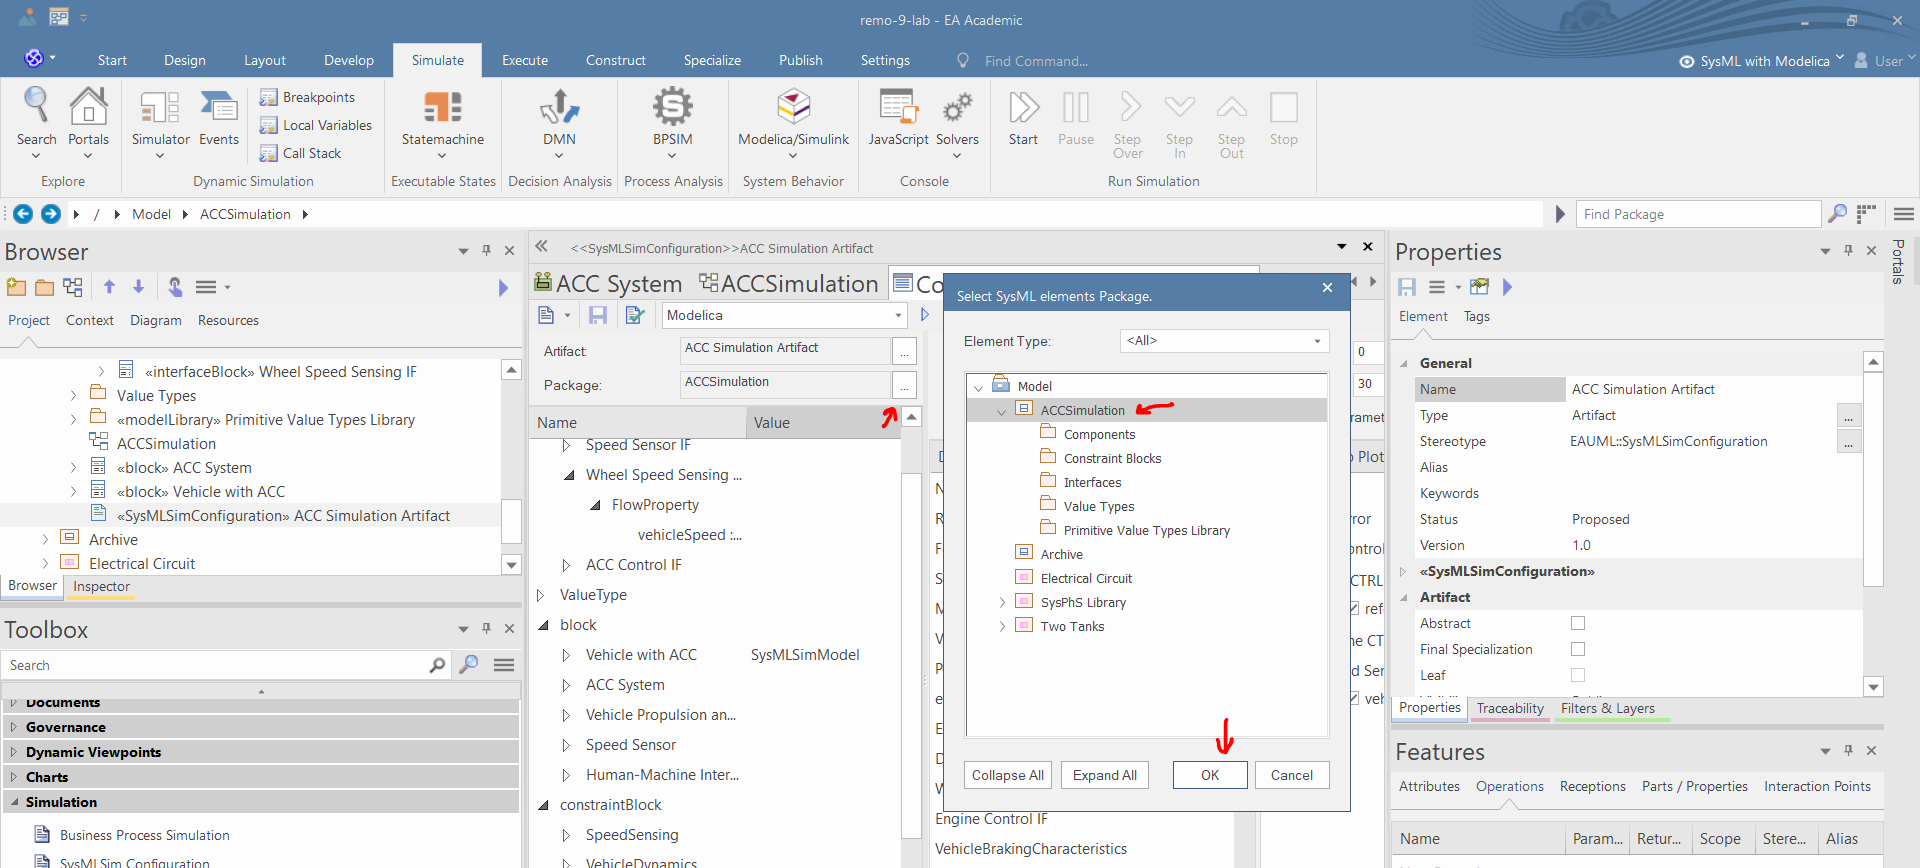 remo-9-lab - EA Academic
Start Design Layout Develop Simulate Execute Construct Specialize Publish Settings Find Command... SysML with Modelica User
Search Portals Simulator Events Breakpoints Local Variables Call Stack Statemachine DMN BPSIM Modelica/Simulink JavaScript Solvers Start Pause Step Over Step In Step Out Stop
Explore Dynamic Simulation Executable States Decision Analysis Process Analysis System Behavior Console Run Simulation
/ Model ACCSimulation Find Package
Browser
Project Context Diagram Resources
«interfaceBlock» Wheel Speed Sensing IF
Value Types
«modelLibrary» Primitive Value Types Library
ACCSimulation
«block» ACC System
«block» Vehicle with ACC
«SysMLSimConfiguration» ACC Simulation Artifact
Archive
Electrical Circuit
Browser Inspector
Toolbox
Search
Documents
Governance
Dynamic Viewpoints
Charts
Simulation
Business Process Simulation
SysMLSim Configuration
<<SysMLSimConfiguration>>ACC Simulation Artifact
ACC System ACCSimulation Co
Modelica
Artifact: ACC Simulation Artifact ...
Package: ACCSimulation ...
Name Value
Speed Sensor IF
Wheel Speed Sensing ...
FlowProperty
vehicleSpeed :...
ACC Control IF
ValueType
block
Vehicle with ACC SysMLSimModel
ACC System
Vehicle Propulsion an...
Speed Sensor
Human-Machine Inter...
constraintBlock
SpeedSensing
VehicleDynamics
Engine Control IF
VehicleBrakingCharacteristics
Select SysML elements Package.
Element Type: <All>
Model
ACCSimulation
Components
Constraint Blocks
Interfaces
Value Types
Primitive Value Types Library
Archive
Electrical Circuit
SysPhS Library
Two Tanks
Collapse All Expand All OK Cancel
0
30
Properties
Element Tags
General
Name ACC Simulation Artifact
Type Artifact ...
Stereotype EAUML::SysMLSimConfiguration ...
Alias
Keywords
Status Proposed
Version 1.0
«SysMLSimConfiguration»
Artifact
Abstract
Final Specialization
Leaf
Properties Traceability Filters & Layers
Features
Attributes Operations Receptions Parts / Properties Interaction Points
Name Param... Retur... Scope Stere... Alias
Portals